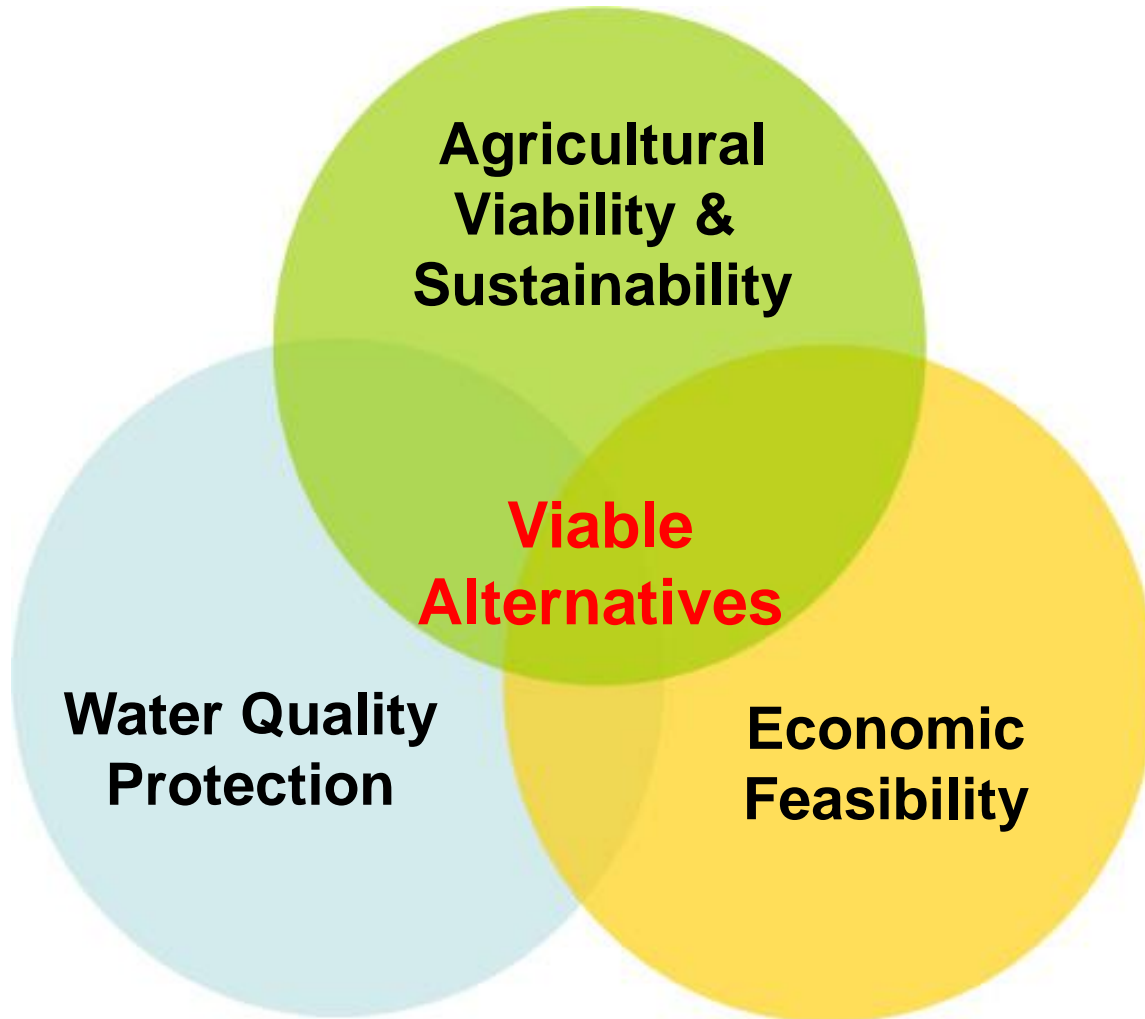 Agricultural
Viability &
Sustainability
Viable
Alternatives
Water Quality
Protection
Economic
Feasibility